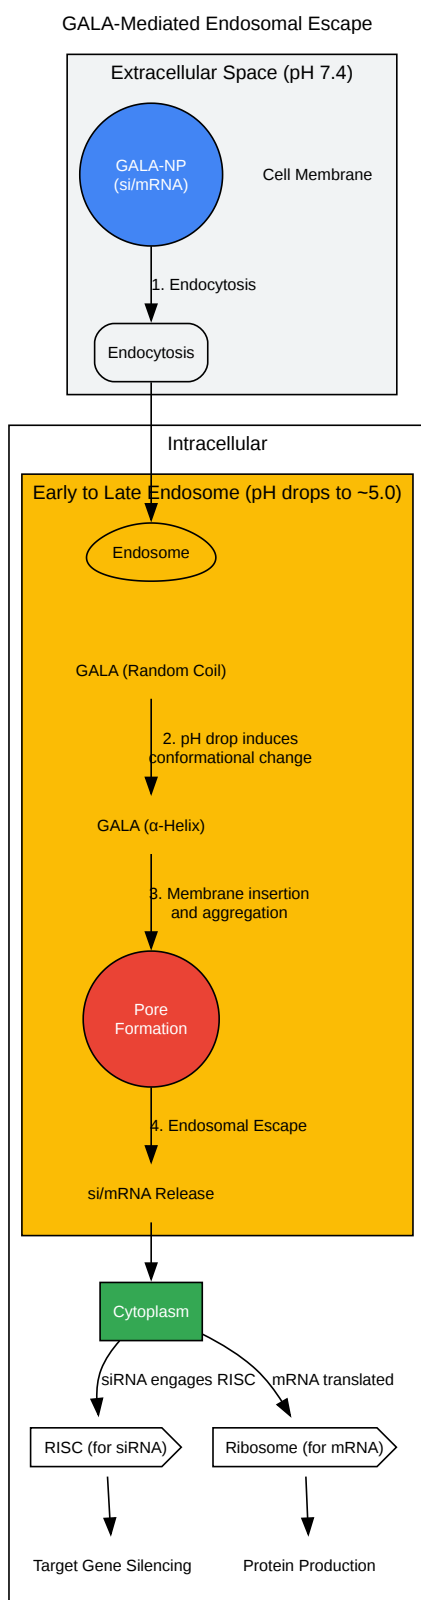 GALA-Mediated Endosomal Escape
Extracellular Space (pH 7.4)
GALA-NP
(si/mRNA)
Cell Membrane
1. Endocytosis
Endocytosis
Intracellular
Early to Late Endosome (pH drops to ~5.0)
Endosome
GALA (Random Coil)
2. pH drop induces
conformational change
GALA (α-Helix)
3. Membrane insertion
and aggregation
Pore
Formation
4. Endosomal Escape
si/mRNA Release
Cytoplasm
siRNA engages RISC
mRNA translated
RISC (for siRNA)
Ribosome (for mRNA)
Target Gene Silencing
Protein Production